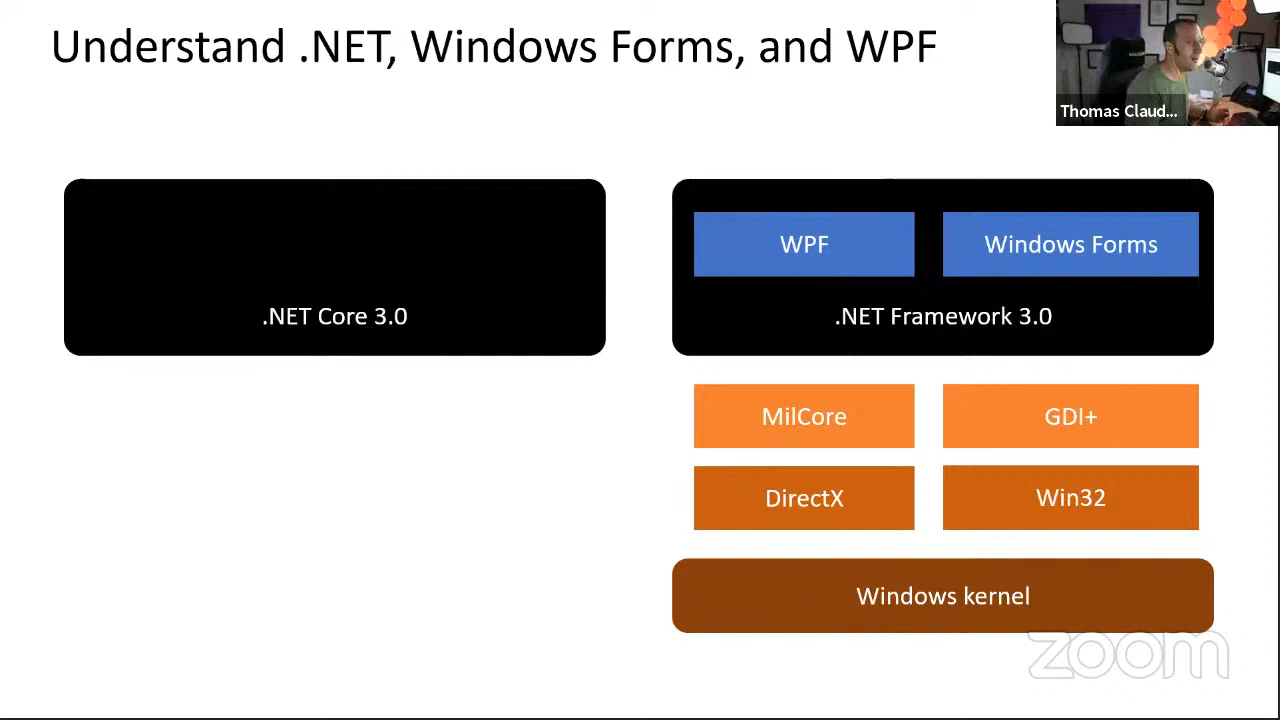 Understand .NET, Windows Forms, and WPF
Thomas Claud...
WPF
Windows Forms
.NET Core 3.0
.NET Framework 3.0
MilCore
GDI+
DirectX
Win32
Windows kernel
zoom